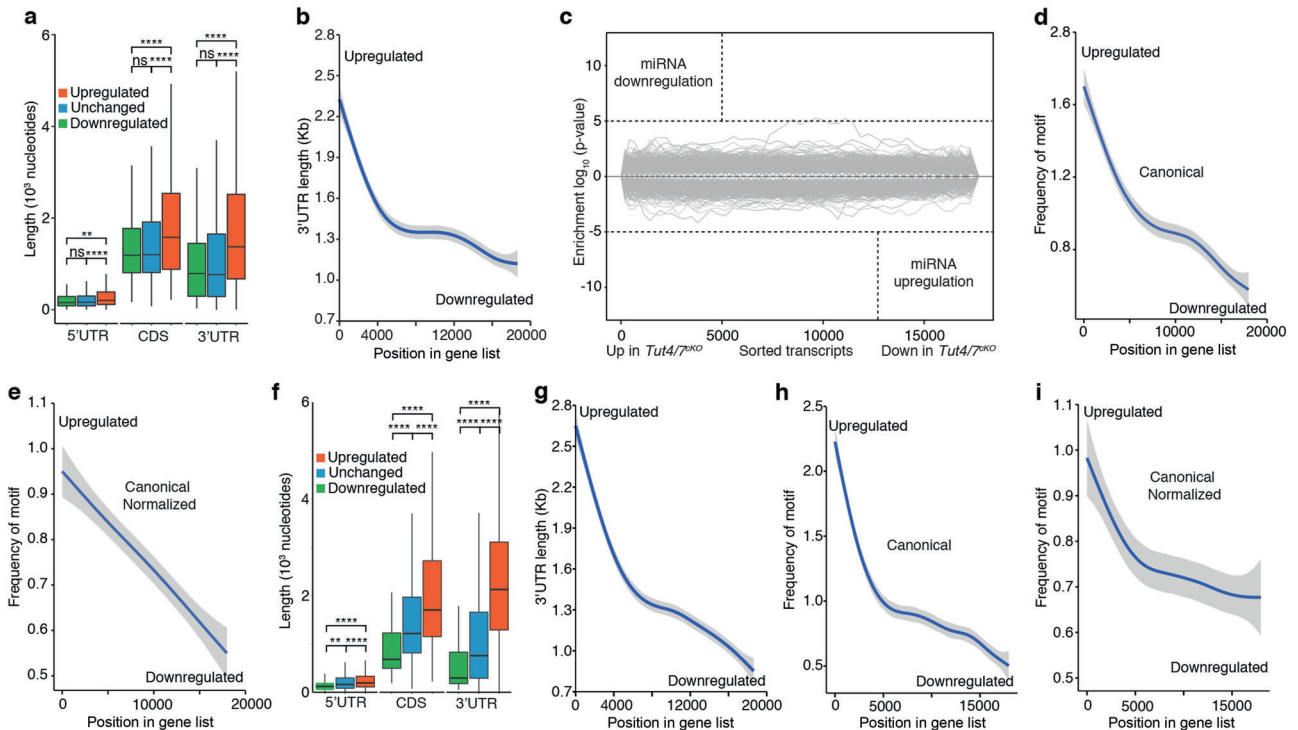 a
6
4
2
0
Length (10³ nucleotides)
Upregulated
Unchanged
Downregulated
**
ns ****
****
ns ****
****
ns ****
5'UTR CDS 3'UTR
b
2.6
2.2
1.9
1.6
1.3
1.0
0.7
3'UTR length (Kb)
Upregulated
Downregulated
0 4000 12000 20000
Position in gene list
c
10
5
0
-5
-10
Enrichment log₁₀ (p-value)
miRNA
downregulation
miRNA
upregulation
0 5000 10000 15000
Up in Tut4/7cKO Sorted transcripts Down in Tut4/7cKO
d
2.8
1.6
1.2
0.8
Frequency of motif
Upregulated
Canonical
Downregulated
0 10000 20000
Position in gene list
e
1.1
1.0
0.9
0.8
0.7
0.6
0.5
Frequency of motif
Upregulated
Canonical
Normalized
Downregulated
0 10000 20000
Position in gene list
f
6
4
2
0
Length (10³ nucleotides)
Upregulated
Unchanged
Downregulated
****
** ****
****
**** ****
****
**** ****
5'UTR CDS 3'UTR
g
2.8
2.5
2.2
1.9
1.6
1.3
1.0
0.7
3'UTR length (Kb)
Upregulated
Downregulated
0 4000 12000 20000
Position in gene list
h
2.5
2.0
1.5
1.0
0.5
Frequency of motif
Upregulated
Canonical
Downregulated
0 5000 15000
Position in gene list
i
1.1
1.0
0.9
0.8
0.7
0.6
0.5
Frequency of motif
Upregulated
Canonical
Normalized
Downregulated
0 5000 15000
Position in gene list